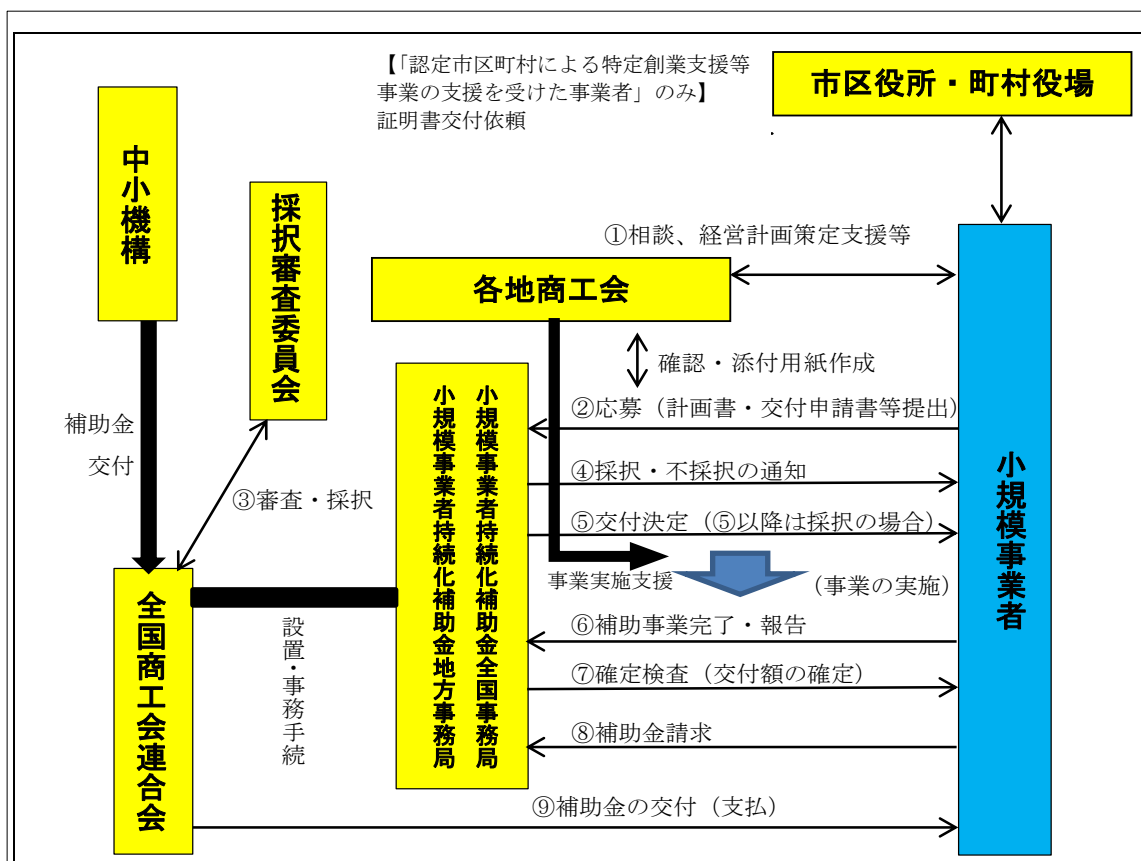 【「認定市区町村による特定創業支援等
事業の支援を受けた事業者」のみ】
証明書交付依頼
市区役所・町村役場
中小機構
採択審査委員会
①相談、経営計画策定支援等
各地商工会
確認・添付用紙作成
補助金
交付
②応募（計画書・交付申請書等提出）
③審査・採択
④採択・不採択の通知
⑤交付決定（⑤以降は採択の場合）
事業実施支援
（事業の実施）
小規模事業者持続化補助金全国事務局
小規模事業者持続化補助金地方事務局
小規模事業者
全国商工会連合会
設置・事務手続
⑥補助事業完了・報告
⑦確定検査（交付額の確定）
⑧補助金請求
⑨補助金の交付（支払）